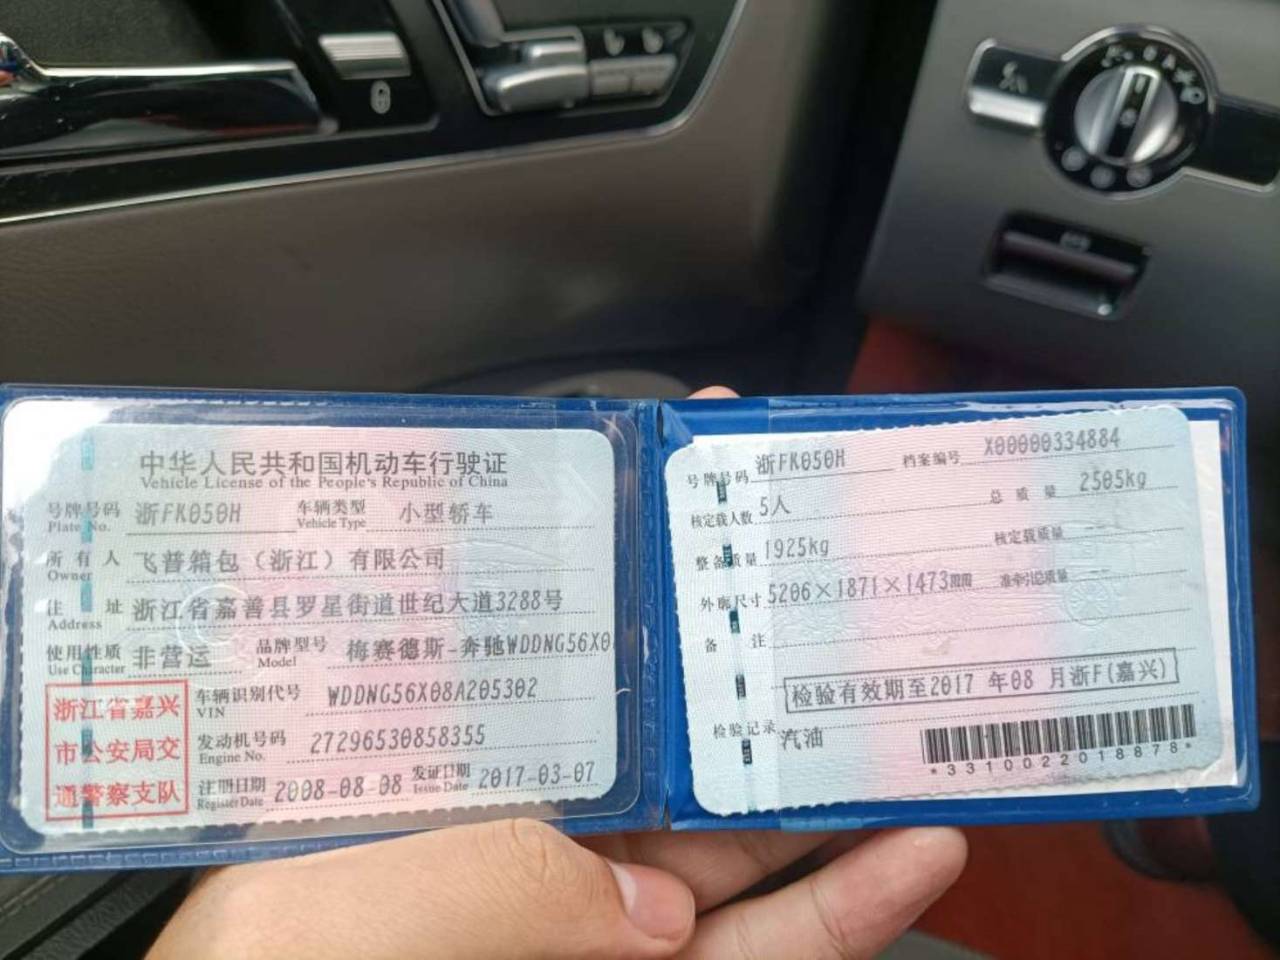 中华人民共和国机动车行驶证
Vehicle License of the People's Republic of China
号牌号码 浙FK050H 车辆类型 小型轿车
Plate No. Vehicle Type
所有人 飞普箱包（浙江）有限公司
Owner
住址 浙江省嘉善县罗星街道世纪大道3288号
Address
使用性质 非营运 品牌型号 梅赛德斯-奔驰WDDNG56X0
Use Character Model
浙江省嘉兴
市公安局交
通警察支队
车辆识别代号 WDDNG56X08A205302
VIN
发动机号码 27296530858355
Engine No.
注册日期 2008-08-08 发证日期 2017-03-07
Register Date Issue Date
号牌号码 浙FK050H 档案编号 X00000334884
核定载人数 5人 总质量 2505kg
整备质量 1925kg 核定载质量
外廓尺寸 5206×1871×1473 准牵引总质量
备注
检验有效期至2017年08月浙F(嘉兴)
检验记录 汽油
*3310022018878*